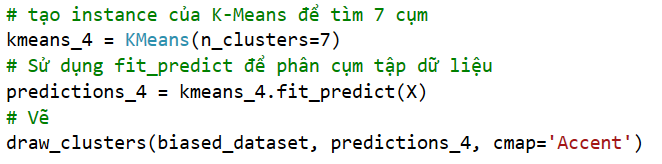 # tạo instance của K-Means để tìm 7 cụm
kmeans_4 = KMeans(n_clusters=7)
# Sử dụng fit_predict để phân cụm tập dữ liệu
predictions_4 = kmeans_4.fit_predict(X)
# Vẽ
draw_clusters(biased_dataset, predictions_4, cmap='Accent')